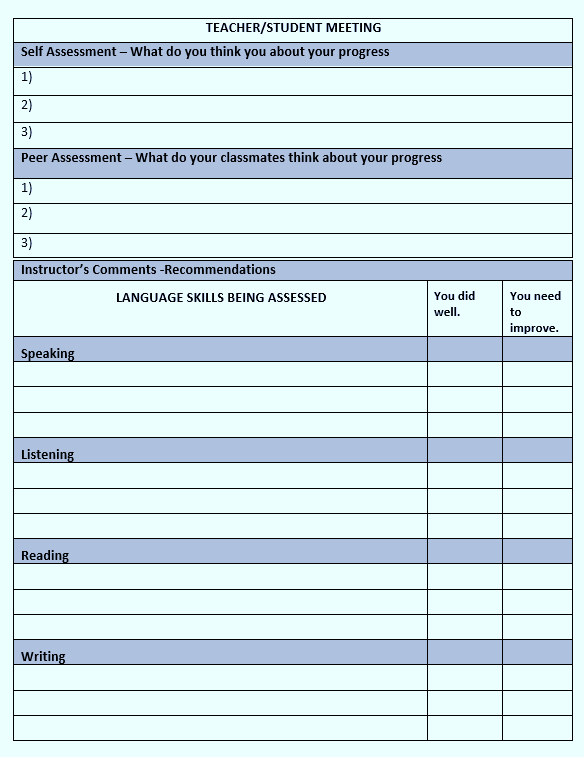 TEACHER/STUDENT MEETING
Self Assessment – What do you think you about your progress
1)
2)
3)
Peer Assessment – What do your classmates think about your progress
1)
2)
3)
Instructor's Comments -Recommendations
LANGUAGE SKILLS BEING ASSESSED
You did
well.
You need
to
improve.
Speaking
Listening
Reading
Writing